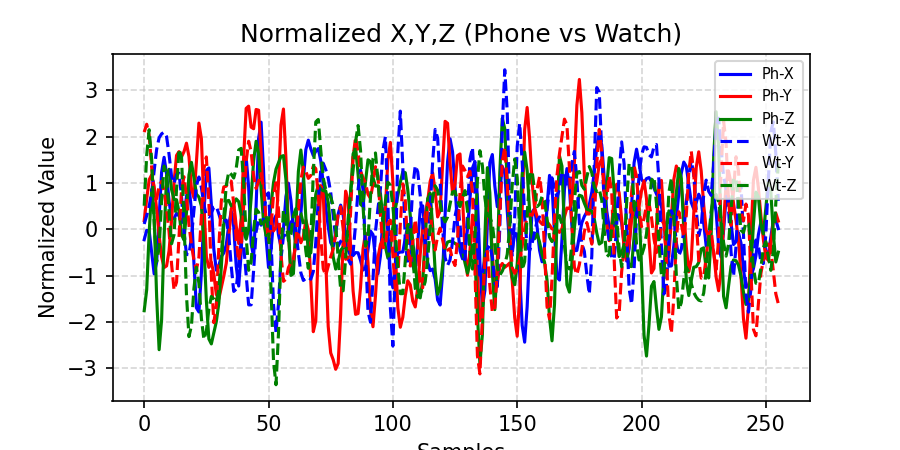 Normalized X,Y,Z (Phone vs Watch)
Normalized Value
3
2
1
0
−1
−2
−3
0 50 100 150 200 250
Samples
Ph-X
Ph-Y
Ph-Z
Wt-X
Wt-Y
Wt-Z